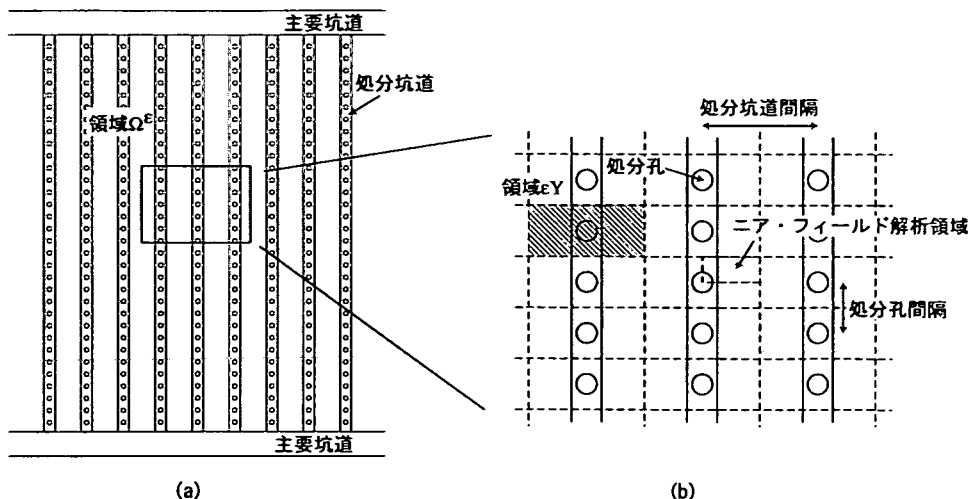 主要坑道
処分坑道
領域Ω^ε
主要坑道
(a)
処分坑道間隔
処分孔
領域εY
ニア・フィールド解析領域
処分孔間隔
(b)